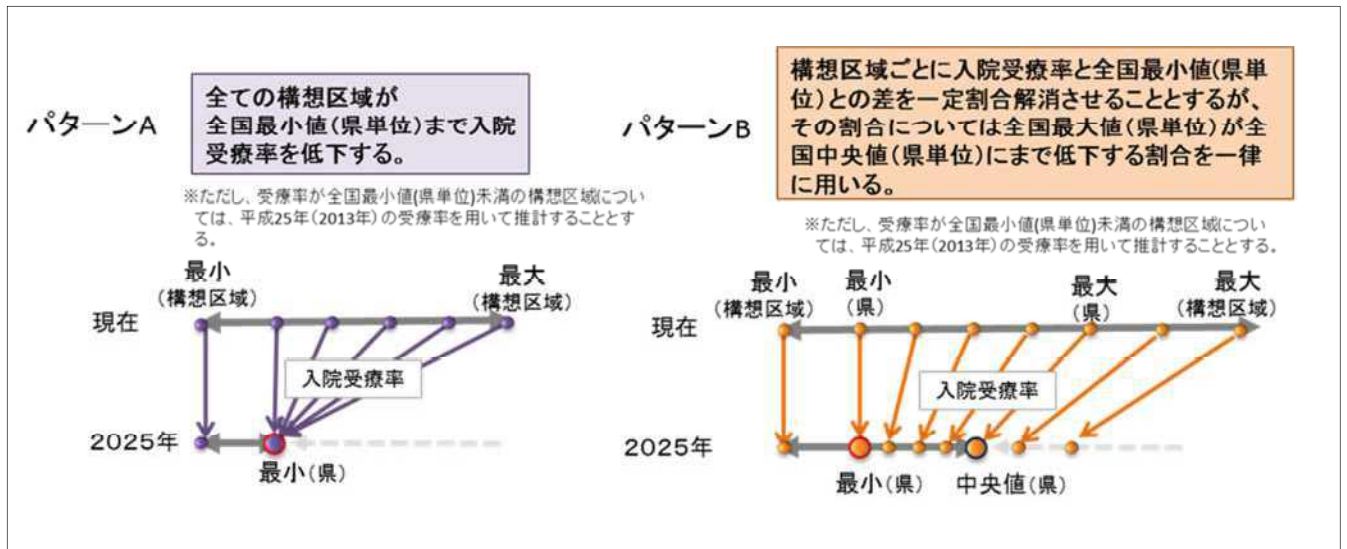 パターンA
全ての構想区域が
全国最小値(県単位)まで入院
受療率を低下する。
※ただし、受療率が全国最小値(県単位)未満の構想区域につい
ては、平成25年(2013年)の受療率を用いて推計することとす
る。
最小
(構想区域)
最大
(構想区域)
現在
入院受療率
2025年
最小(県)
パターンB
構想区域ごとに入院受療率と全国最小値(県単
位)との差を一定割合解消させることとするが、
その割合については全国最大値(県単位)が全
国中央値(県単位)にまで低下する割合を一律
に用いる。
※ただし、受療率が全国最小値(県単位)未満の構想区域につい
ては、平成25年(2013年)の受療率を用いて推計することとする。
最小
(構想区域)
最小
(県)
最大
(県)
最大
(構想区域)
現在
入院受療率
2025年
最小(県)
中央値(県)